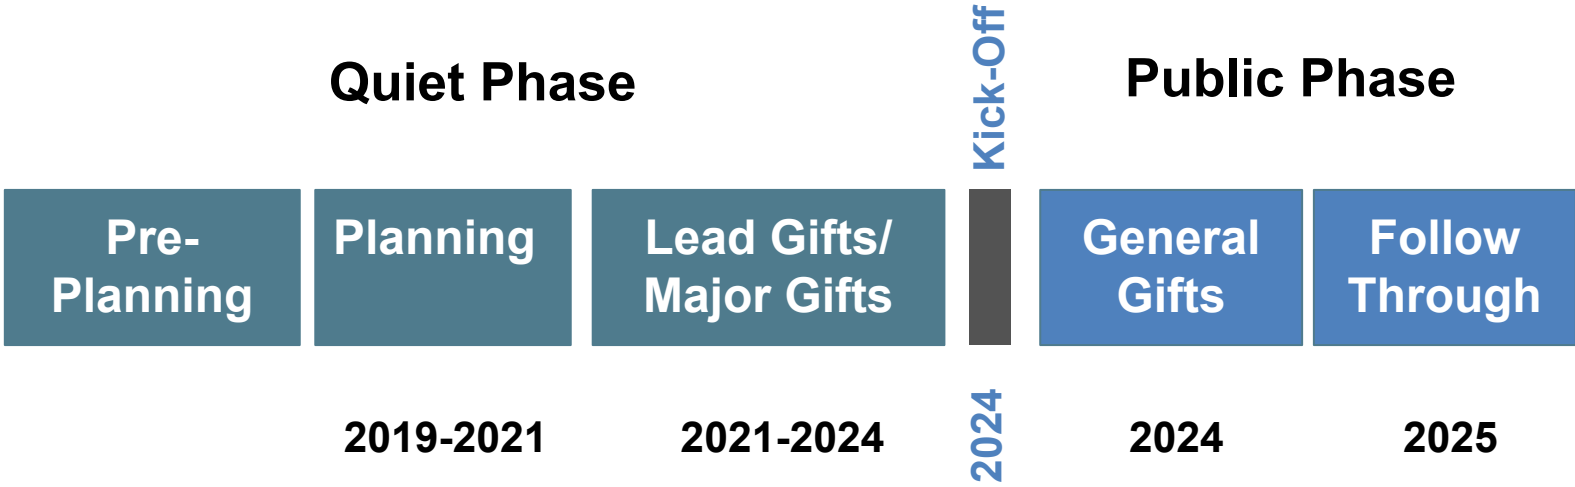 Quiet Phase
Kick-Off
Public Phase
Pre-
Planning
Planning
Lead Gifts/
Major Gifts
General
Gifts
Follow
Through
2019-2021
2021-2024
2024
2024
2025